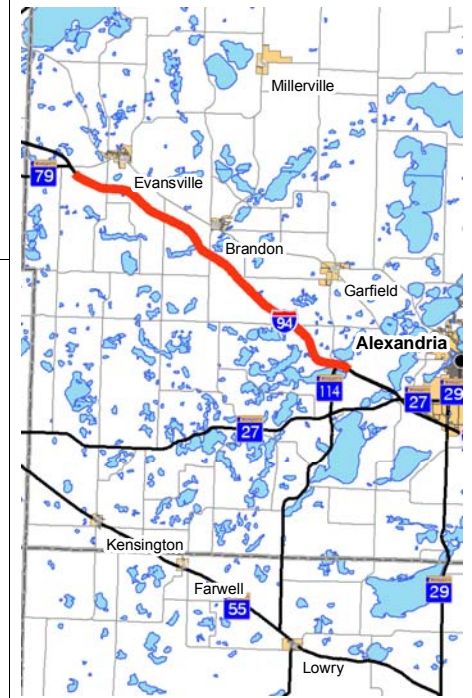 Millerville
79
Evansville
Brandon
Garfield
94
Alexandria
114
27
29
27
Kensington
Farwell
55
29
Lowry